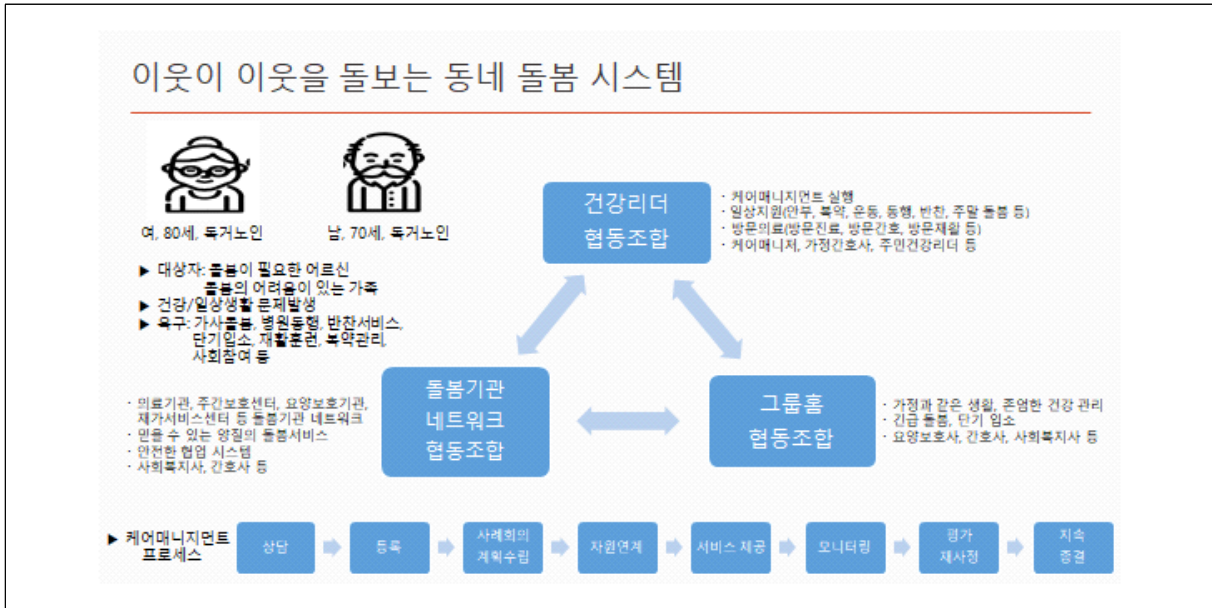 이웃이 이웃을 돌보는 동네 돌봄 시스템
여, 80세, 독거노인
남, 70세, 독거노인
▶ 대상자: 돌봄이 필요한 어르신
돌봄의 어려움이 있는 가족
▶ 건강/일상생활 문제발생
▶ 욕구: 가사돌봄, 병원동행, 반찬서비스,
단기입소, 재활훈련, 복약관리,
사회참여 등
건강리더
협동조합
· 케어매니지먼트 실행
· 일상지원(안부, 복약, 운동, 동행, 반찬, 주말 돌봄 등)
· 방문의료(방문진료, 방문간호, 방문재활 등)
· 케어매니저, 가정간호사, 주민건강리더 등
· 의료기관, 주간보호센터, 요양보호기관,
재가서비스센터 등 돌봄기관 네트워크
· 믿을 수 있는 양질의 돌봄서비스
· 안전한 협업 시스템
· 사회복지사, 간호사 등
돌봄기관
네트워크
협동조합
그룹홈
협동조합
· 가정과 같은 생활, 존엄한 건강 관리
· 긴급 돌봄, 단기 입소
· 요양보호사, 간호사, 사회복지사 등
▶ 케어매니지먼트
프로세스
상담
등록
사례회의
계획수립
자원연계
서비스 제공
모니터링
평가
재사정
지속
종결